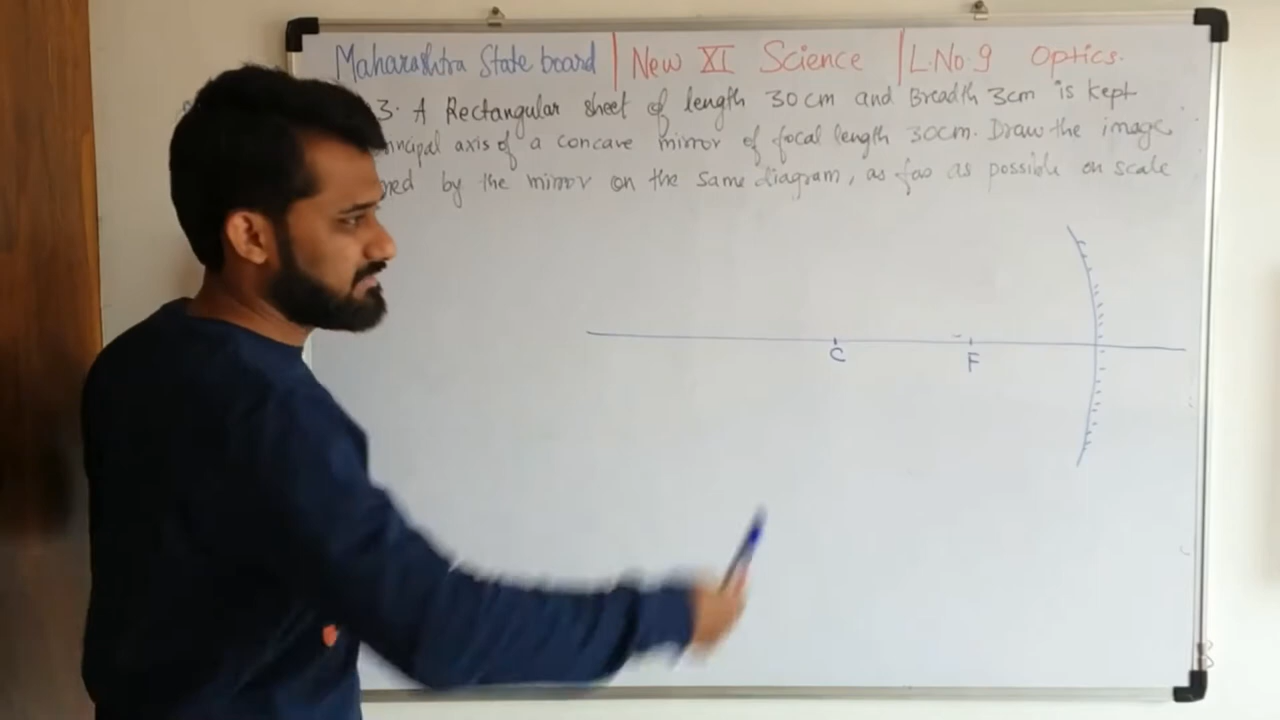 Maharashtra State board | New XI Science | L.No.9 Optics.
3. A Rectangular sheet of length 30cm and Breadth 3cm is kept
principal axis of a concave mirror of focal length 30cm. Draw the image
by the mirror on the same diagram, as far as possible on scale
C
F